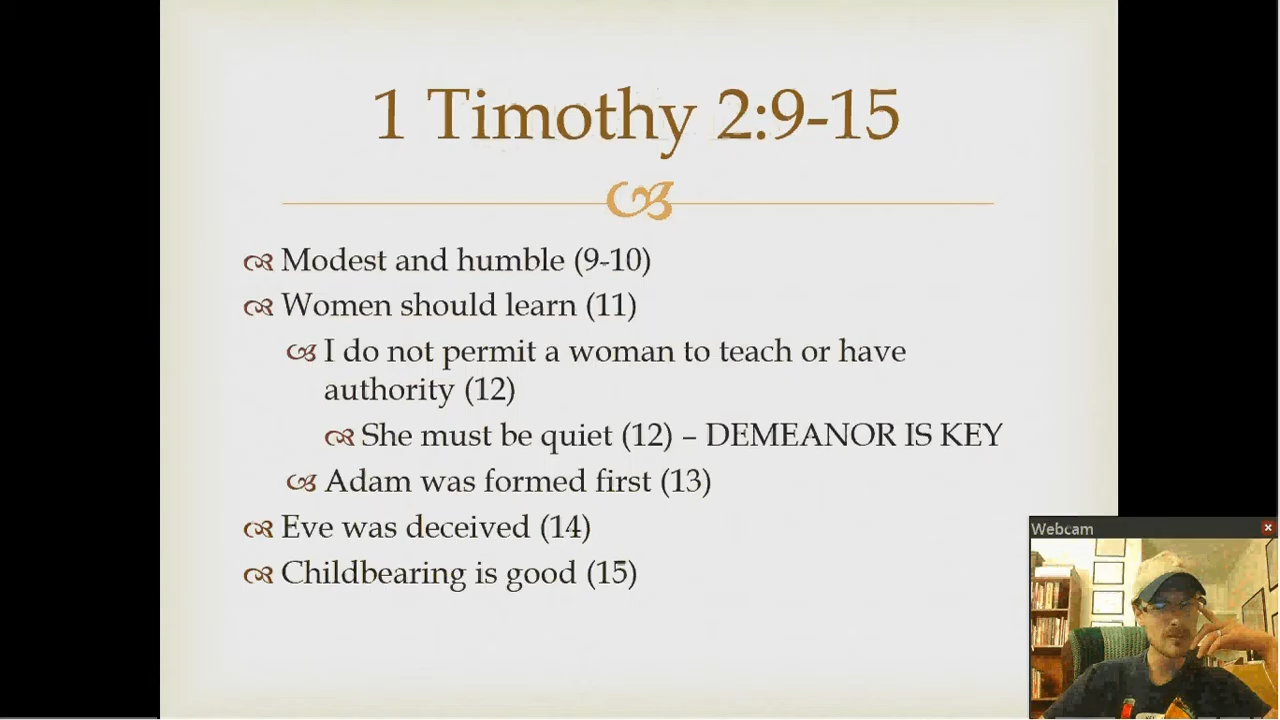 1 Timothy 2:9-15
Modest and humble (9-10)
Women should learn (11)
I do not permit a woman to teach or have
authority (12)
She must be quiet (12) – DEMEANOR IS KEY
Adam was formed first (13)
Eve was deceived (14)
Childbearing is good (15)
Webcam